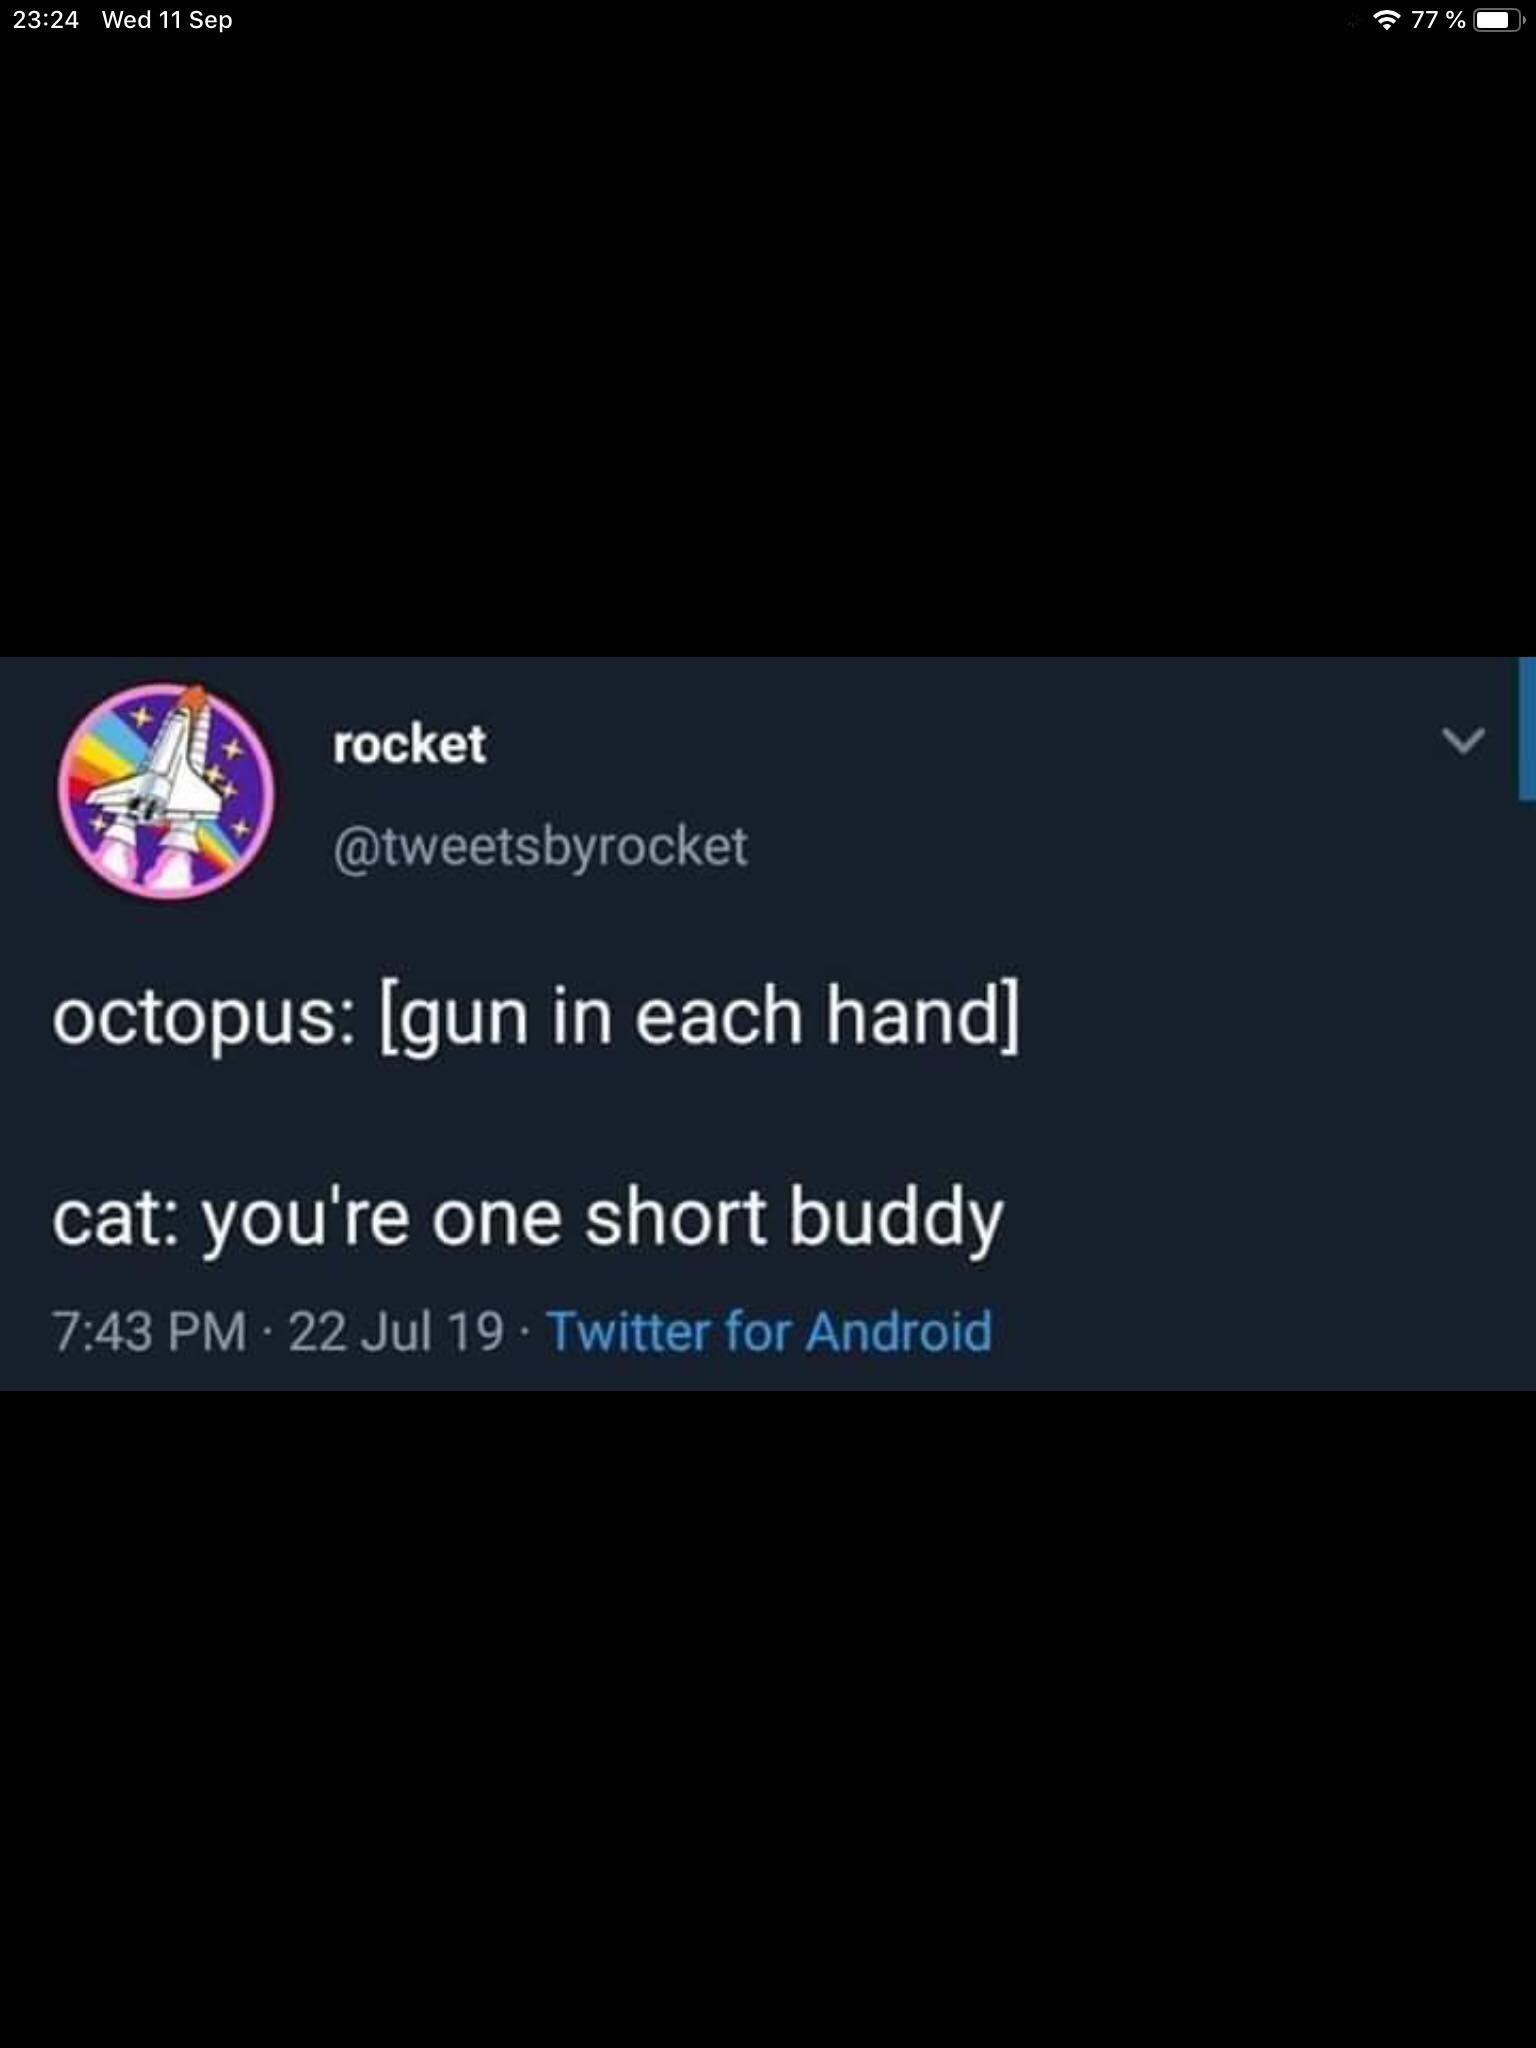 23:24 Wed 11 Sep 77 %
rocket
@tweetsbyrocket
octopus: [gun in each hand]
cat: you're one short buddy
7:43 PM · 22 Jul 19 · Twitter for Android